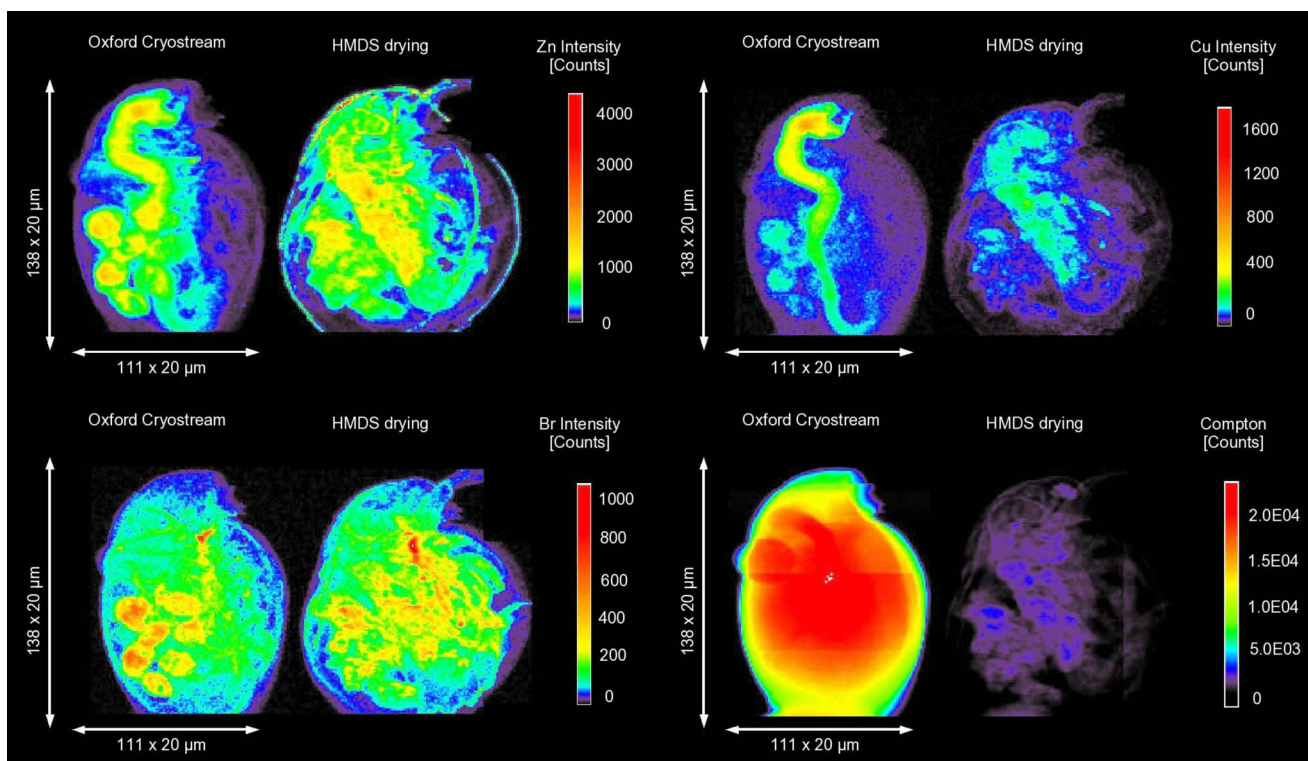 Oxford Cryostream
HMDS drying
Zn Intensity
[Counts]
4000
3000
2000
1000
0
138 x 20 µm
111 x 20 µm
Oxford Cryostream
HMDS drying
Cu Intensity
[Counts]
1600
1200
800
400
0
138 x 20 µm
111 x 20 µm
Oxford Cryostream
HMDS drying
Br Intensity
[Counts]
1000
800
600
400
200
0
138 x 20 µm
111 x 20 µm
Oxford Cryostream
HMDS drying
Compton
[Counts]
2.0E04
1.5E04
1.0E04
5.0E03
0
138 x 20 µm
111 x 20 µm